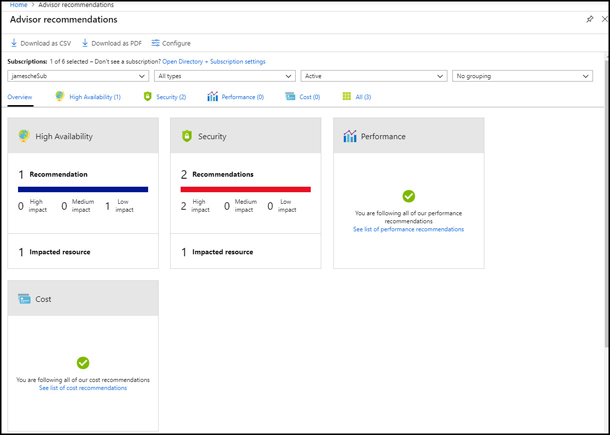 Home > Advisor recommendations
Advisor recommendations
Download as CSV Download as PDF Configure
Subscriptions: 1 of 6 selected – Don't see a subscription? Open Directory + Subscription settings
jamescheSub All types Active No grouping
Overview High Availability (1) Security (2) Performance (0) Cost (0) All (3)
High Availability
1 Recommendation
0 High impact 0 Medium impact 1 Low impact
1 Impacted resource
Security
2 Recommendations
2 High impact 0 Medium impact 0 Low impact
1 Impacted resource
Performance
You are following all of our performance
recommendations
See list of performance recommendations
Cost
You are following all of our cost recommendations
See list of cost recommendations